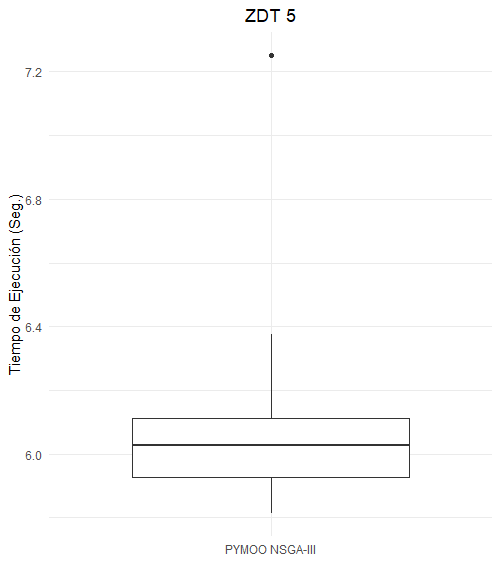 ZDT 5
Tiempo de Ejecución (Seg.)
7.2
6.8
6.4
6.0
PYMOO NSGA-III